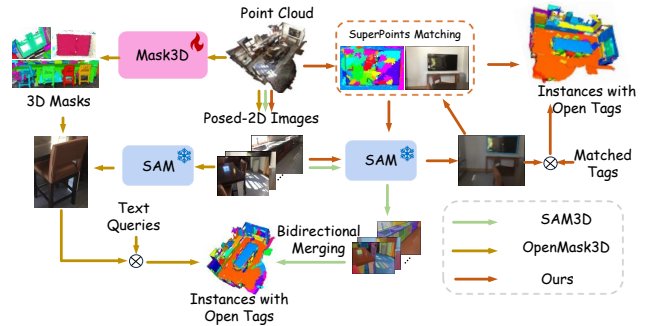 Point Cloud
SuperPoints Matching
Mask3D
3D Masks
Posed-2D Images
Instances with
Open Tags
SAM
SAM
Matched
Tags
Text
Queries
Bidirectional
Merging
Instances with
Open Tags
SAM3D
OpenMask3D
Ours